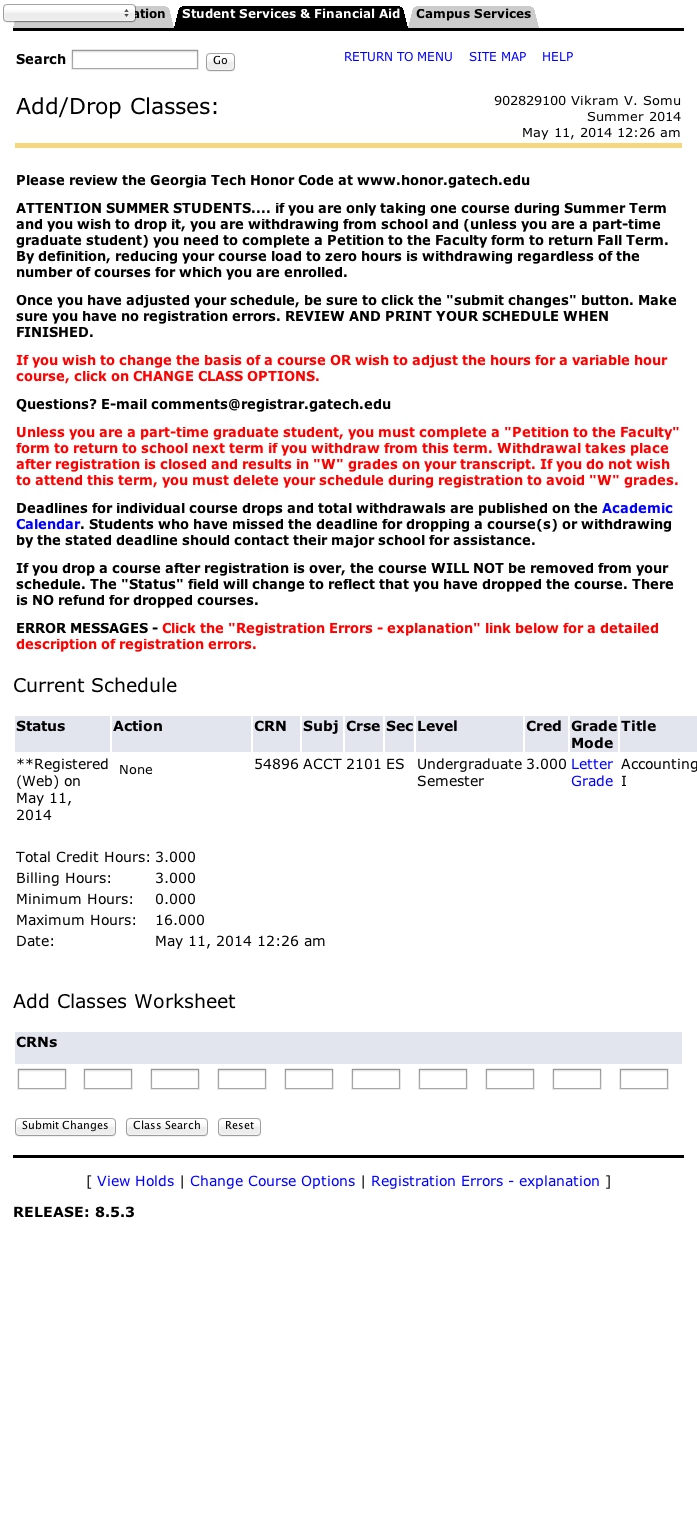 ation Student Services & Financial Aid Campus Services
Search Go RETURN TO MENU SITE MAP HELP
Add/Drop Classes:
902829100 Vikram V. Somu
Summer 2014
May 11, 2014 12:26 am
Please review the Georgia Tech Honor Code at www.honor.gatech.edu
ATTENTION SUMMER STUDENTS.... if you are only taking one course during Summer Term
and you wish to drop it, you are withdrawing from school and (unless you are a part-time
graduate student) you need to complete a Petition to the Faculty form to return Fall Term.
By definition, reducing your course load to zero hours is withdrawing regardless of the
number of courses for which you are enrolled.
Once you have adjusted your schedule, be sure to click the "submit changes" button. Make
sure you have no registration errors. REVIEW AND PRINT YOUR SCHEDULE WHEN
FINISHED.
If you wish to change the basis of a course OR wish to adjust the hours for a variable hour
course, click on CHANGE CLASS OPTIONS.
Questions? E-mail comments@registrar.gatech.edu
Unless you are a part-time graduate student, you must complete a "Petition to the Faculty"
form to return to school next term if you withdraw from this term. Withdrawal takes place
after registration is closed and results in "W" grades on your transcript. If you do not wish
to attend this term, you must delete your schedule during registration to avoid "W" grades.
Deadlines for individual course drops and total withdrawals are published on the Academic
Calendar. Students who have missed the deadline for dropping a course(s) or withdrawing
by the stated deadline should contact their major school for assistance.
If you drop a course after registration is over, the course WILL NOT be removed from your
schedule. The "Status" field will change to reflect that you have dropped the course. There
is NO refund for dropped courses.
ERROR MESSAGES - Click the "Registration Errors - explanation" link below for a detailed
description of registration errors.
Current Schedule
Status Action CRN Subj Crse Sec Level Cred Grade Title
Mode
**Registered None 54896 ACCT 2101 ES Undergraduate 3.000 Letter Accounting
(Web) on Semester Grade I
May 11,
2014
Total Credit Hours: 3.000
Billing Hours: 3.000
Minimum Hours: 0.000
Maximum Hours: 16.000
Date: May 11, 2014 12:26 am
Add Classes Worksheet
CRNs
Submit Changes Class Search Reset
[ View Holds | Change Course Options | Registration Errors - explanation ]
RELEASE: 8.5.3